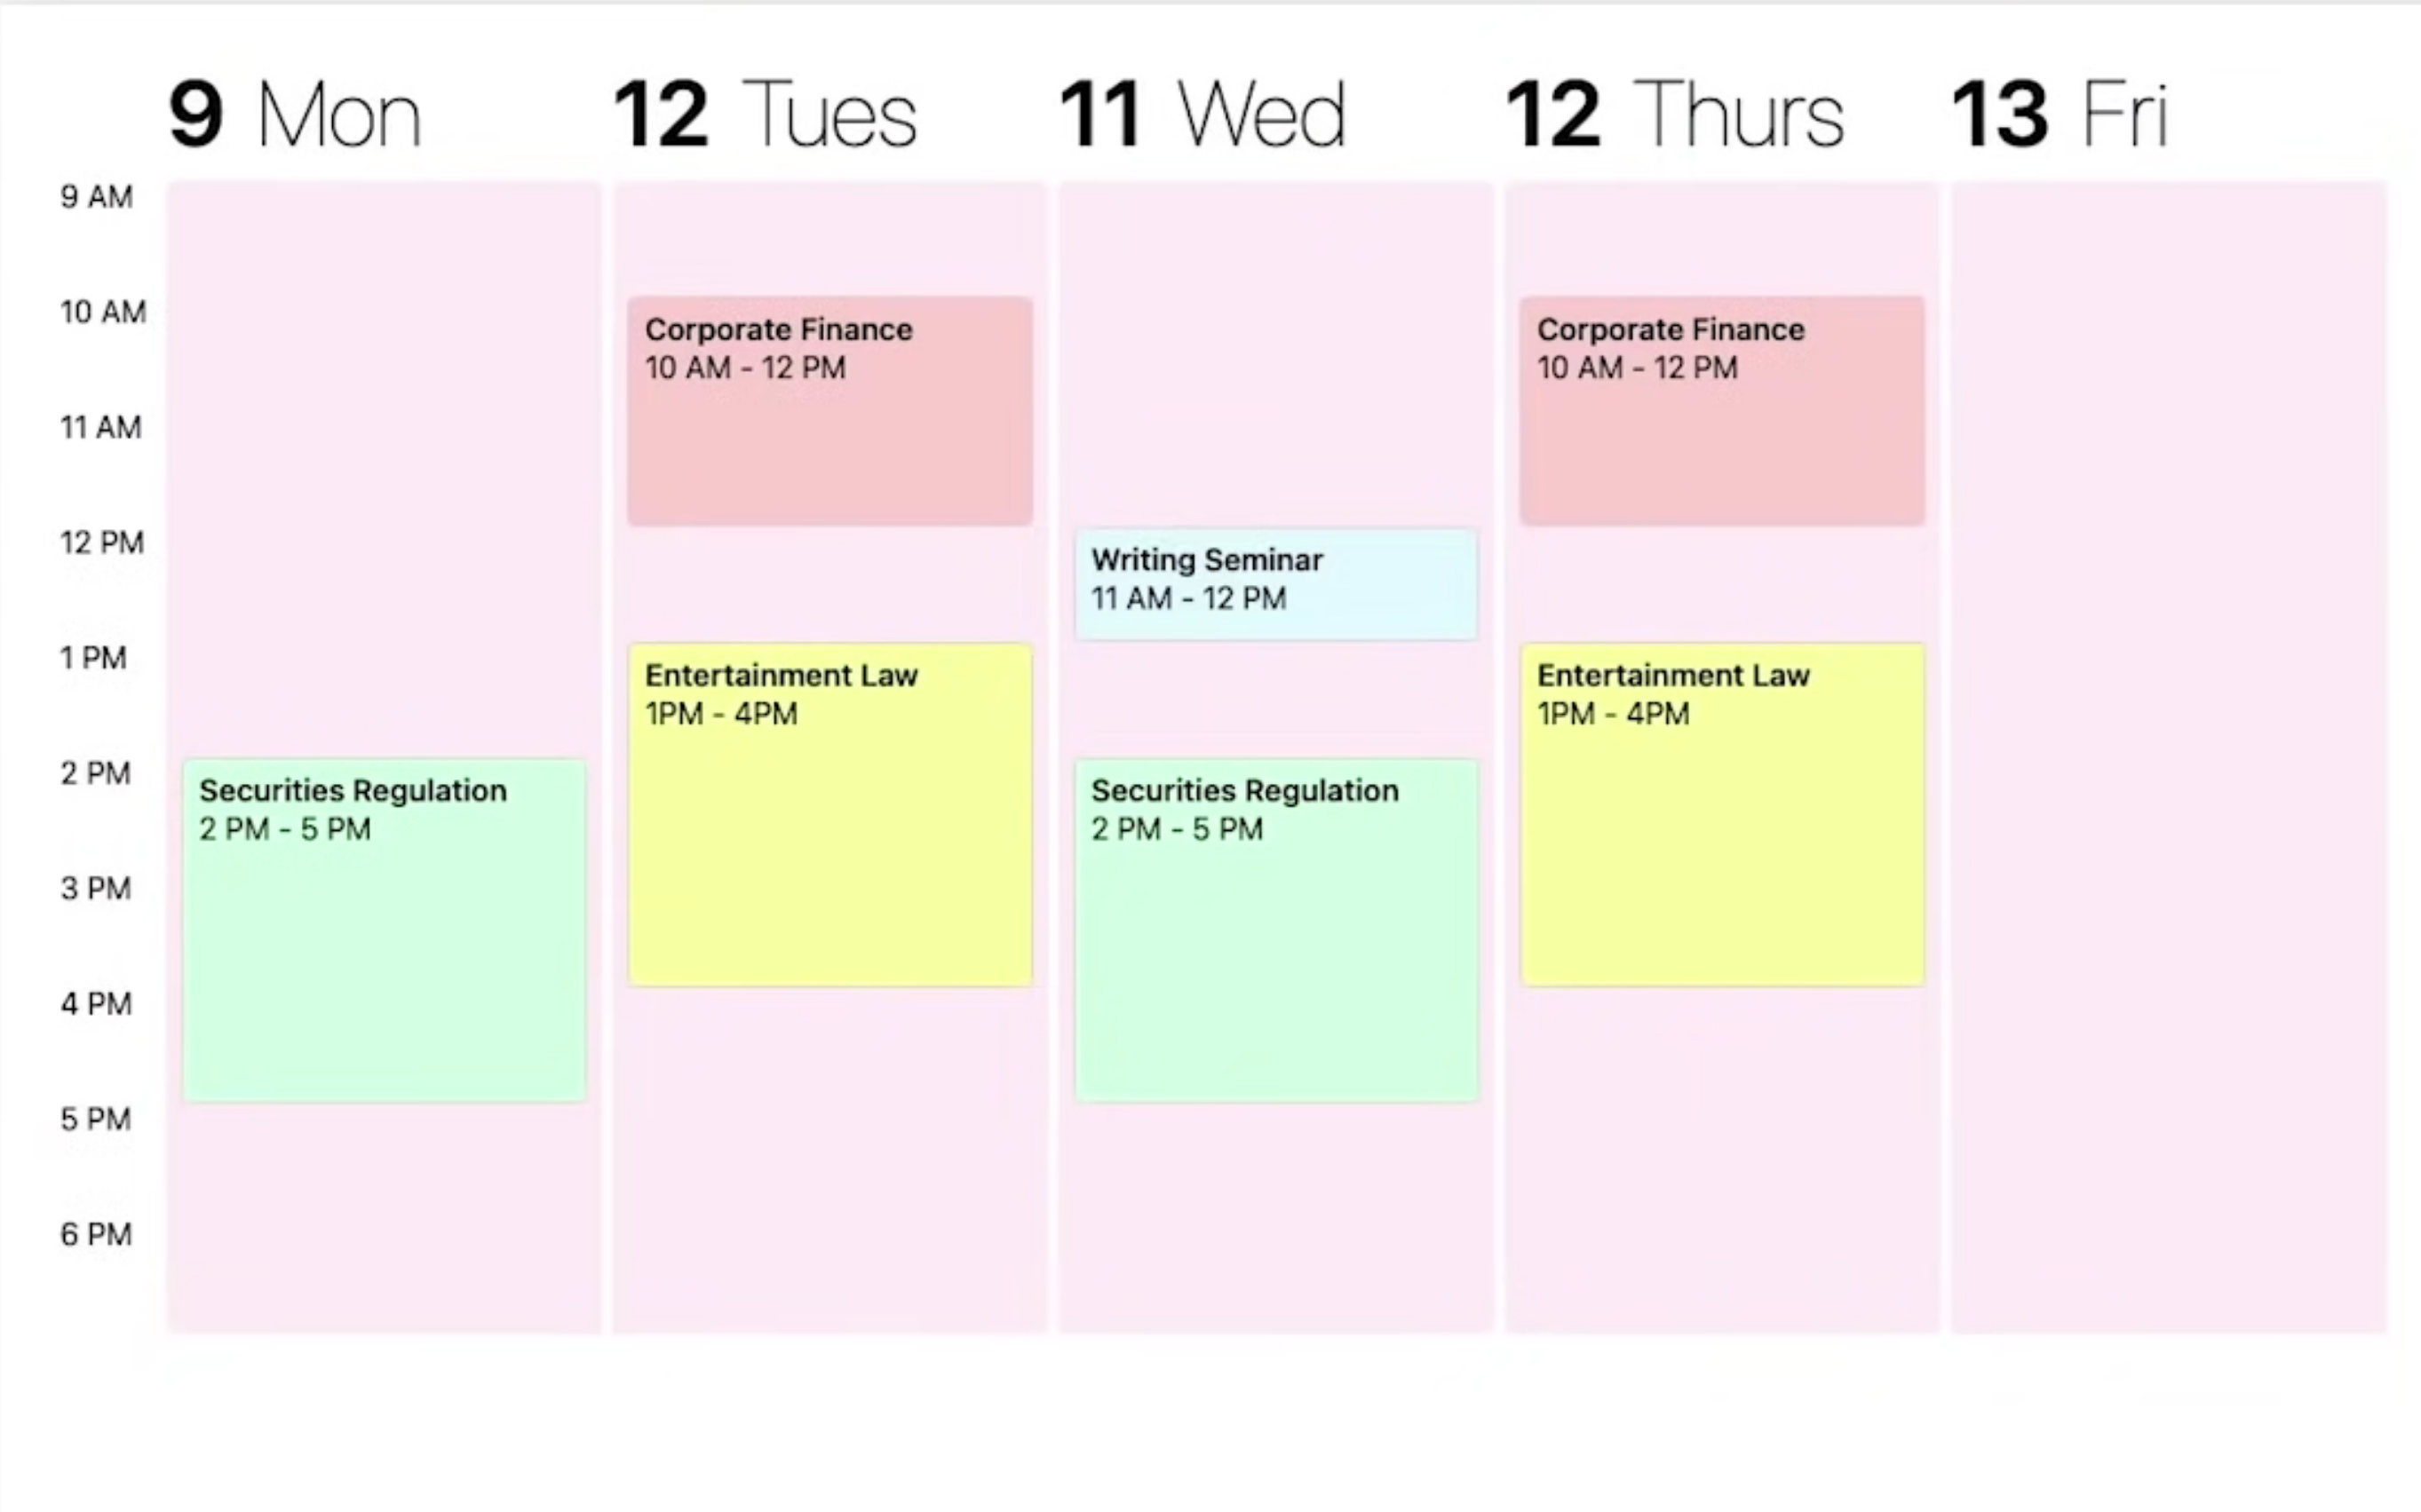 9 Mon
12 Tues
11 Wed
12 Thurs
13 Fri
9 AM
10 AM
11 AM
12 PM
1 PM
2 PM
3 PM
4 PM
5 PM
6 PM
Securities Regulation
2 PM - 5 PM
Corporate Finance
10 AM - 12 PM
Entertainment Law
1PM - 4PM
Writing Seminar
11 AM - 12 PM
Securities Regulation
2 PM - 5 PM
Corporate Finance
10 AM - 12 PM
Entertainment Law
1PM - 4PM